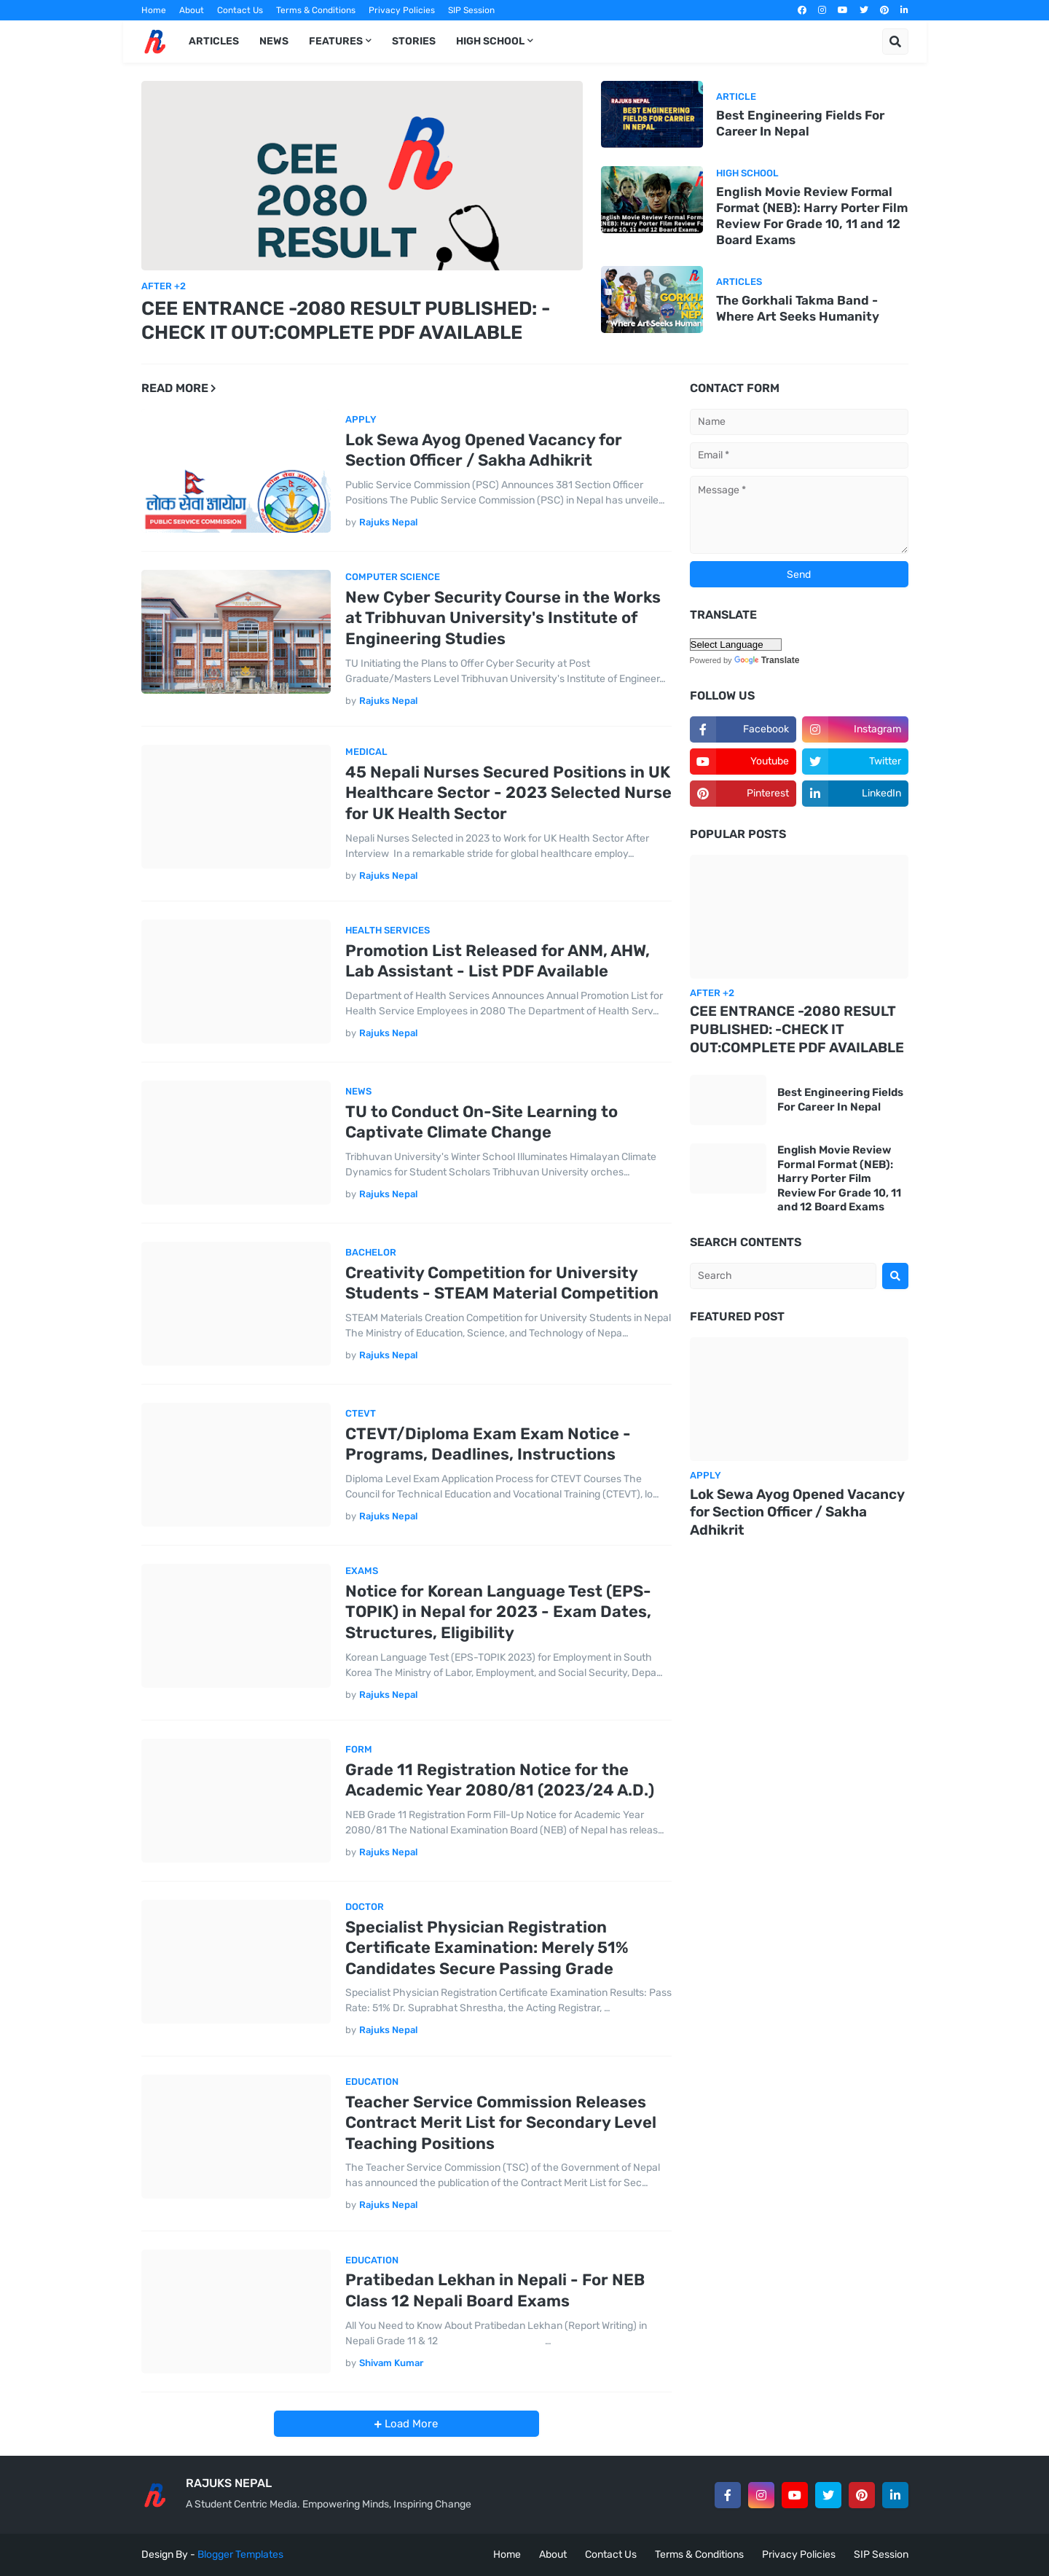 Home About Contact Us Terms & Conditions Privacy Policies SIP Session
ARTICLES NEWS FEATURES STORIES HIGH SCHOOL
CEE
2080
RESULT
AFTER +2
CEE ENTRANCE -2080 RESULT PUBLISHED: -
CHECK IT OUT:COMPLETE PDF AVAILABLE
RAJUKS NEPAL
BEST ENGINEERING
FIELDS FOR CARRIER
IN NEPAL
ARTICLE
Best Engineering Fields For
Career In Nepal
English Movie Review Formal Form
(NEB): Harry Porter Film Review Fo
Grade 10, 11 and 12 Board Exams.
HIGH SCHOOL
English Movie Review Formal
Format (NEB): Harry Porter Film
Review For Grade 10, 11 and 12
Board Exams
GORKHA
TAKM
NEPA
"Where Art Seeks Humani
ARTICLES
The Gorkhali Takma Band -
Where Art Seeks Humanity
READ MORE
लोक सेवा आयोग
PUBLIC SERVICE COMMISSION
APPLY
Lok Sewa Ayog Opened Vacancy for
Section Officer / Sakha Adhikrit
Public Service Commission (PSC) Announces 381 Section Officer
Positions The Public Service Commission (PSC) in Nepal has unveile…
by Rajuks Nepal
COMPUTER SCIENCE
New Cyber Security Course in the Works
at Tribhuvan University's Institute of
Engineering Studies
TU Initiating the Plans to Offer Cyber Security at Post
Graduate/Masters Level Tribhuvan University's Institute of Engineer…
by Rajuks Nepal
MEDICAL
45 Nepali Nurses Secured Positions in UK
Healthcare Sector - 2023 Selected Nurse
for UK Health Sector
Nepali Nurses Selected in 2023 to Work for UK Health Sector After
Interview In a remarkable stride for global healthcare employ…
by Rajuks Nepal
HEALTH SERVICES
Promotion List Released for ANM, AHW,
Lab Assistant - List PDF Available
Department of Health Services Announces Annual Promotion List for
Health Service Employees in 2080 The Department of Health Serv…
by Rajuks Nepal
NEWS
TU to Conduct On-Site Learning to
Captivate Climate Change
Tribhuvan University's Winter School Illuminates Himalayan Climate
Dynamics for Student Scholars Tribhuvan University orches…
by Rajuks Nepal
BACHELOR
Creativity Competition for University
Students - STEAM Material Competition
STEAM Materials Creation Competition for University Students in Nepal
The Ministry of Education, Science, and Technology of Nepa…
by Rajuks Nepal
CTEVT
CTEVT/Diploma Exam Exam Notice -
Programs, Deadlines, Instructions
Diploma Level Exam Application Process for CTEVT Courses The
Council for Technical Education and Vocational Training (CTEVT), lo…
by Rajuks Nepal
EXAMS
Notice for Korean Language Test (EPS-
TOPIK) in Nepal for 2023 - Exam Dates,
Structures, Eligibility
Korean Language Test (EPS-TOPIK 2023) for Employment in South
Korea The Ministry of Labor, Employment, and Social Security, Depa…
by Rajuks Nepal
FORM
Grade 11 Registration Notice for the
Academic Year 2080/81 (2023/24 A.D.)
NEB Grade 11 Registration Form Fill-Up Notice for Academic Year
2080/81 The National Examination Board (NEB) of Nepal has releas…
by Rajuks Nepal
DOCTOR
Specialist Physician Registration
Certificate Examination: Merely 51%
Candidates Secure Passing Grade
Specialist Physician Registration Certificate Examination Results: Pass
Rate: 51% Dr. Suprabhat Shrestha, the Acting Registrar, …
by Rajuks Nepal
EDUCATION
Teacher Service Commission Releases
Contract Merit List for Secondary Level
Teaching Positions
The Teacher Service Commission (TSC) of the Government of Nepal
has announced the publication of the Contract Merit List for Sec…
by Rajuks Nepal
EDUCATION
Pratibedan Lekhan in Nepali - For NEB
Class 12 Nepali Board Exams
All You Need to Know About Pratibedan Lekhan (Report Writing) in
Nepali Grade 11 & 12 …
by Shivam Kumar
+ Load More
CONTACT FORM
Name
Email *
Message *
Send
TRANSLATE
Select Language
Powered by Google Translate
FOLLOW US
Facebook Instagram
Youtube Twitter
Pinterest LinkedIn
POPULAR POSTS
AFTER +2
CEE ENTRANCE -2080 RESULT
PUBLISHED: -CHECK IT
OUT:COMPLETE PDF AVAILABLE
Best Engineering Fields
For Career In Nepal
English Movie Review
Formal Format (NEB):
Harry Porter Film
Review For Grade 10, 11
and 12 Board Exams
SEARCH CONTENTS
Search
FEATURED POST
APPLY
Lok Sewa Ayog Opened Vacancy
for Section Officer / Sakha
Adhikrit
RAJUKS NEPAL
A Student Centric Media. Empowering Minds, Inspiring Change
Design By - Blogger Templates
Home About Contact Us Terms & Conditions Privacy Policies SIP Session